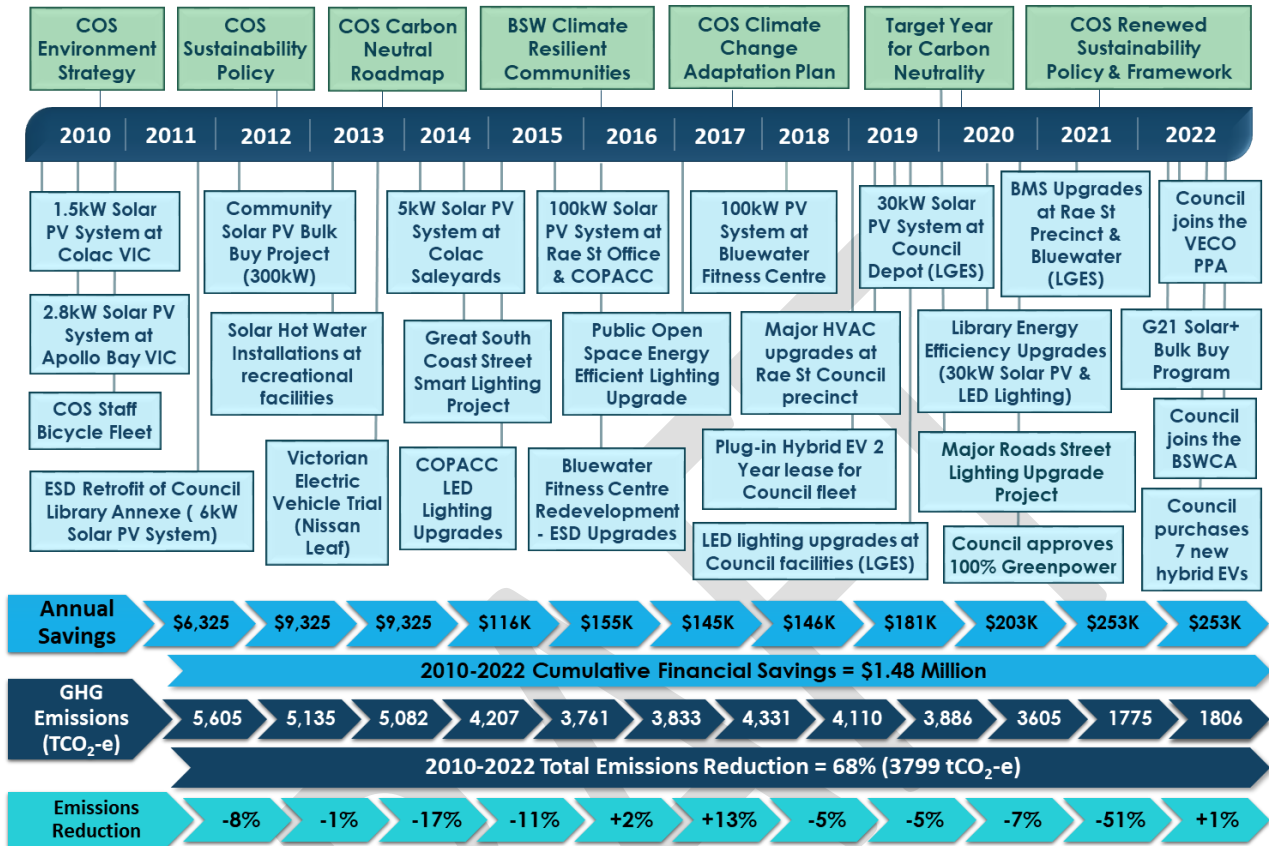 COS
Environment
Strategy
COS
Sustainability
Policy
COS Carbon
Neutral
Roadmap
BSW Climate
Resilient
Communities
COS Climate
Change
Adaptation Plan
Target Year
for Carbon
Neutrality
COS Renewed
Sustainability
Policy & Framework
2010 2011 2012 2013 2014 2015 2016 2017 2018 2019 2020 2021 2022
1.5kW Solar
PV System at
Colac VIC
Community
Solar PV Bulk
Buy Project
(300kW)
5kW Solar PV
System at
Colac
Saleyards
100kW Solar
PV System at
Rae St Office
& COPACC
100kW PV
System at
Bluewater
Fitness Centre
30kW Solar
PV System at
Council
Depot (LGES)
BMS Upgrades
at Rae St
Precinct &
Bluewater
(LGES)
Council
joins the
VECO
PPA
2.8kW Solar PV
System at
Apollo Bay VIC
Solar Hot Water
Installations at
recreational
facilities
Great South
Coast Street
Smart Lighting
Project
Public Open
Space Energy
Efficient Lighting
Upgrade
Major HVAC
upgrades at
Rae St Council
precinct
Library Energy
Efficiency Upgrades
(30kW Solar PV &
LED Lighting)
G21 Solar+
Bulk Buy
Program
COS Staff
Bicycle Fleet
Council
joins the
BSWCA
ESD Retrofit of Council
Library Annexe ( 6kW
Solar PV System)
Victorian
Electric
Vehicle Trial
(Nissan
Leaf)
COPACC
LED
Lighting
Upgrades
Bluewater
Fitness Centre
Redevelopment
- ESD Upgrades
Plug-in Hybrid EV 2
Year lease for
Council fleet
Major Roads Street
Lighting Upgrade
Project
LED lighting upgrades at
Council facilities (LGES)
Council approves
100% Greenpower
Council
purchases
7 new
hybrid EVs
Annual
Savings
$6,325 $9,325 $9,325 $116K $155K $145K $146K $181K $203K $253K $253K
2010-2022 Cumulative Financial Savings = $1.48 Million
GHG
Emissions
(TCO₂-e)
5,605 5,135 5,082 4,207 3,761 3,833 4,331 4,110 3,886 3605 1775 1806
2010-2022 Total Emissions Reduction = 68% (3799 tCO₂-e)
Emissions
Reduction
-8% -1% -17% -11% +2% +13% -5% -5% -7% -51% +1%